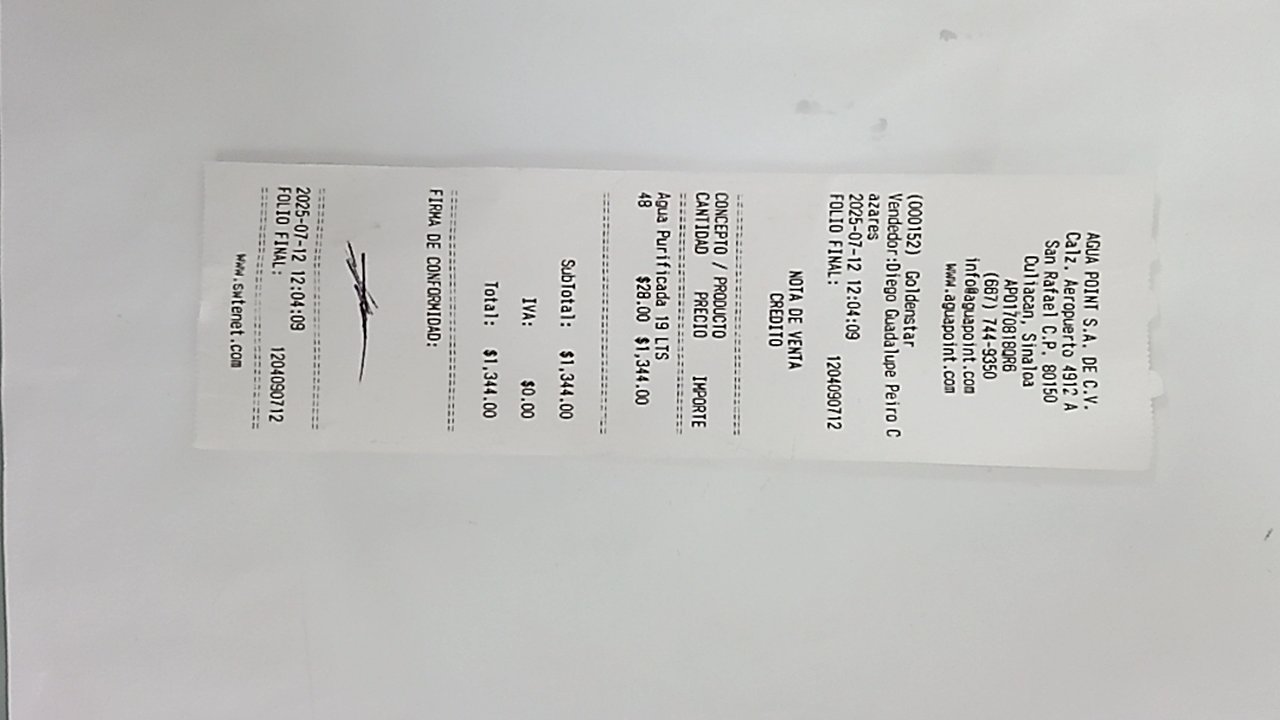 AGUA POINT S.A. DE C.V.
Calz. Aeropuerto 4912 A
San Rafael C.P. 80150
Culiacan, Sinaloa
APO170818QR6
(667) 744-9350
info@aguapoint.com
www.aguapoint.com
(000152) Goldenstar
Vendedor:Diego Guadalupe Peiro C
azares
2025-07-12 12:04:09
FOLIO FINAL: 1204090712
NOTA DE VENTA
CREDITO
CONCEPTO / PRODUCTO
CANTIDAD PRECIO IMPORTE
Agua Purificada 19 LTS
48 $28.00 $1,344.00
SubTotal: $1,344.00
IVA: $0.00
Total: $1,344.00
FIRMA DE CONFORMIDAD:
2025-07-12 12:04:09
FOLIO FINAL: 1204090712
www.swtenet.com